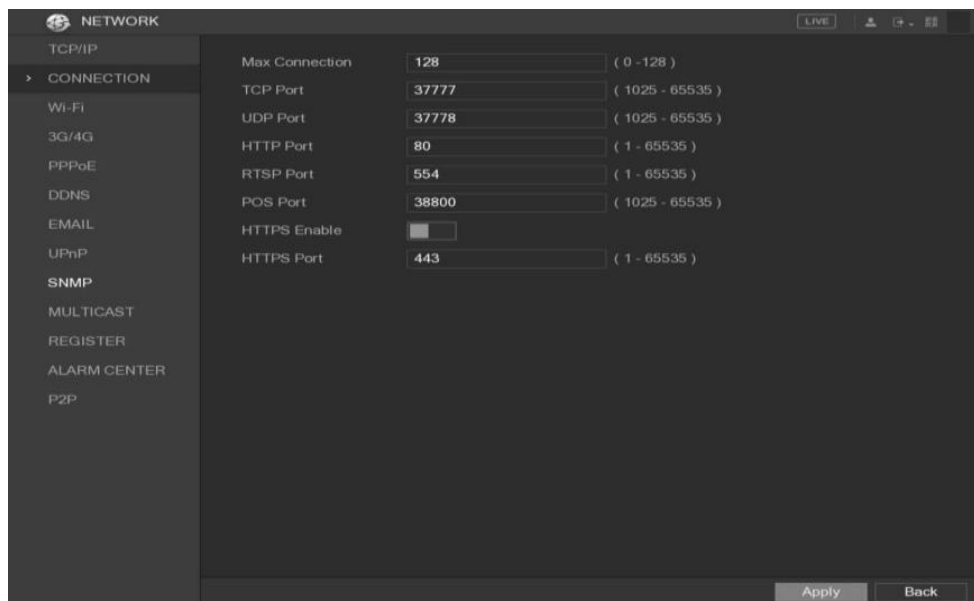 NETWORK
LIVE
TCP/IP
CONNECTION
Wi-Fi
3G/4G
PPPoE
DDNS
EMAIL
UPnP
SNMP
MULTICAST
REGISTER
ALARM CENTER
P2P
Max Connection 128 ( 0 -128 )
TCP Port 37777 ( 1025 - 65535 )
UDP Port 37778 ( 1025 - 65535 )
HTTP Port 80 ( 1 - 65535 )
RTSP Port 554 ( 1 - 65535 )
POS Port 38800 ( 1025 - 65535 )
HTTPS Enable
HTTPS Port 443 ( 1 - 65535 )
Apply Back